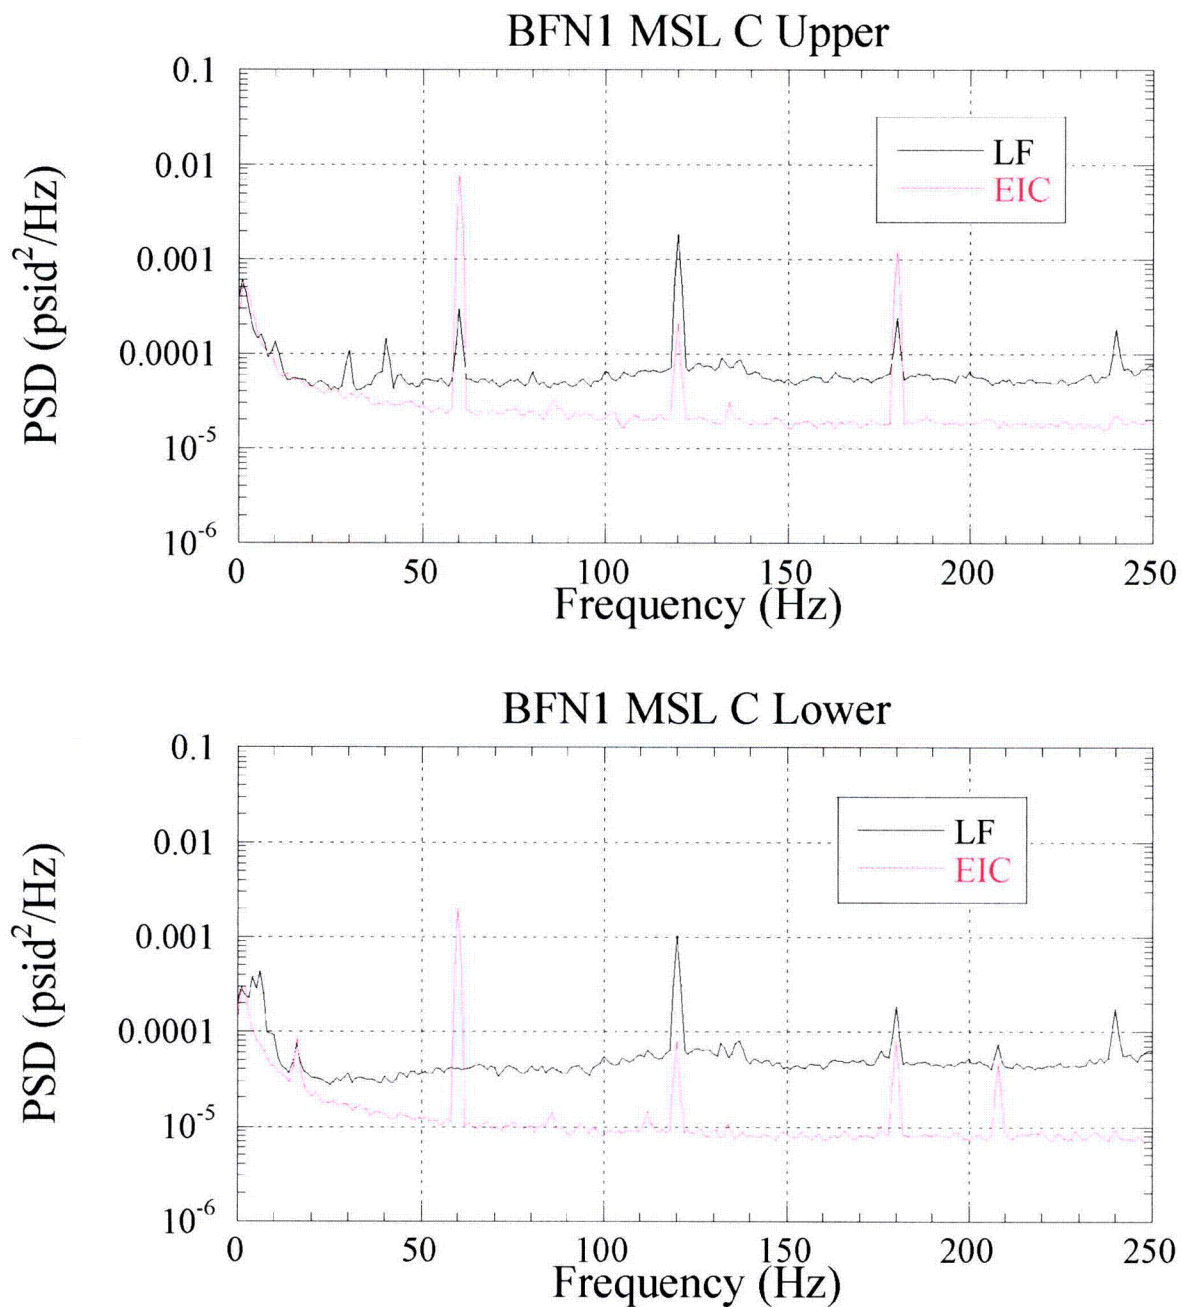 BFN1 MSL C Upper
0.1
0.01
0.001
0.0001
10⁻⁵
10⁻⁶
PSD (psid²/Hz)
LF
EIC
0 50 100 150 200 250
Frequency (Hz)
BFN1 MSL C Lower
0.1
0.01
0.001
0.0001
10⁻⁵
10⁻⁶
PSD (psid²/Hz)
LF
EIC
0 50 100 150 200 250
Frequency (Hz)